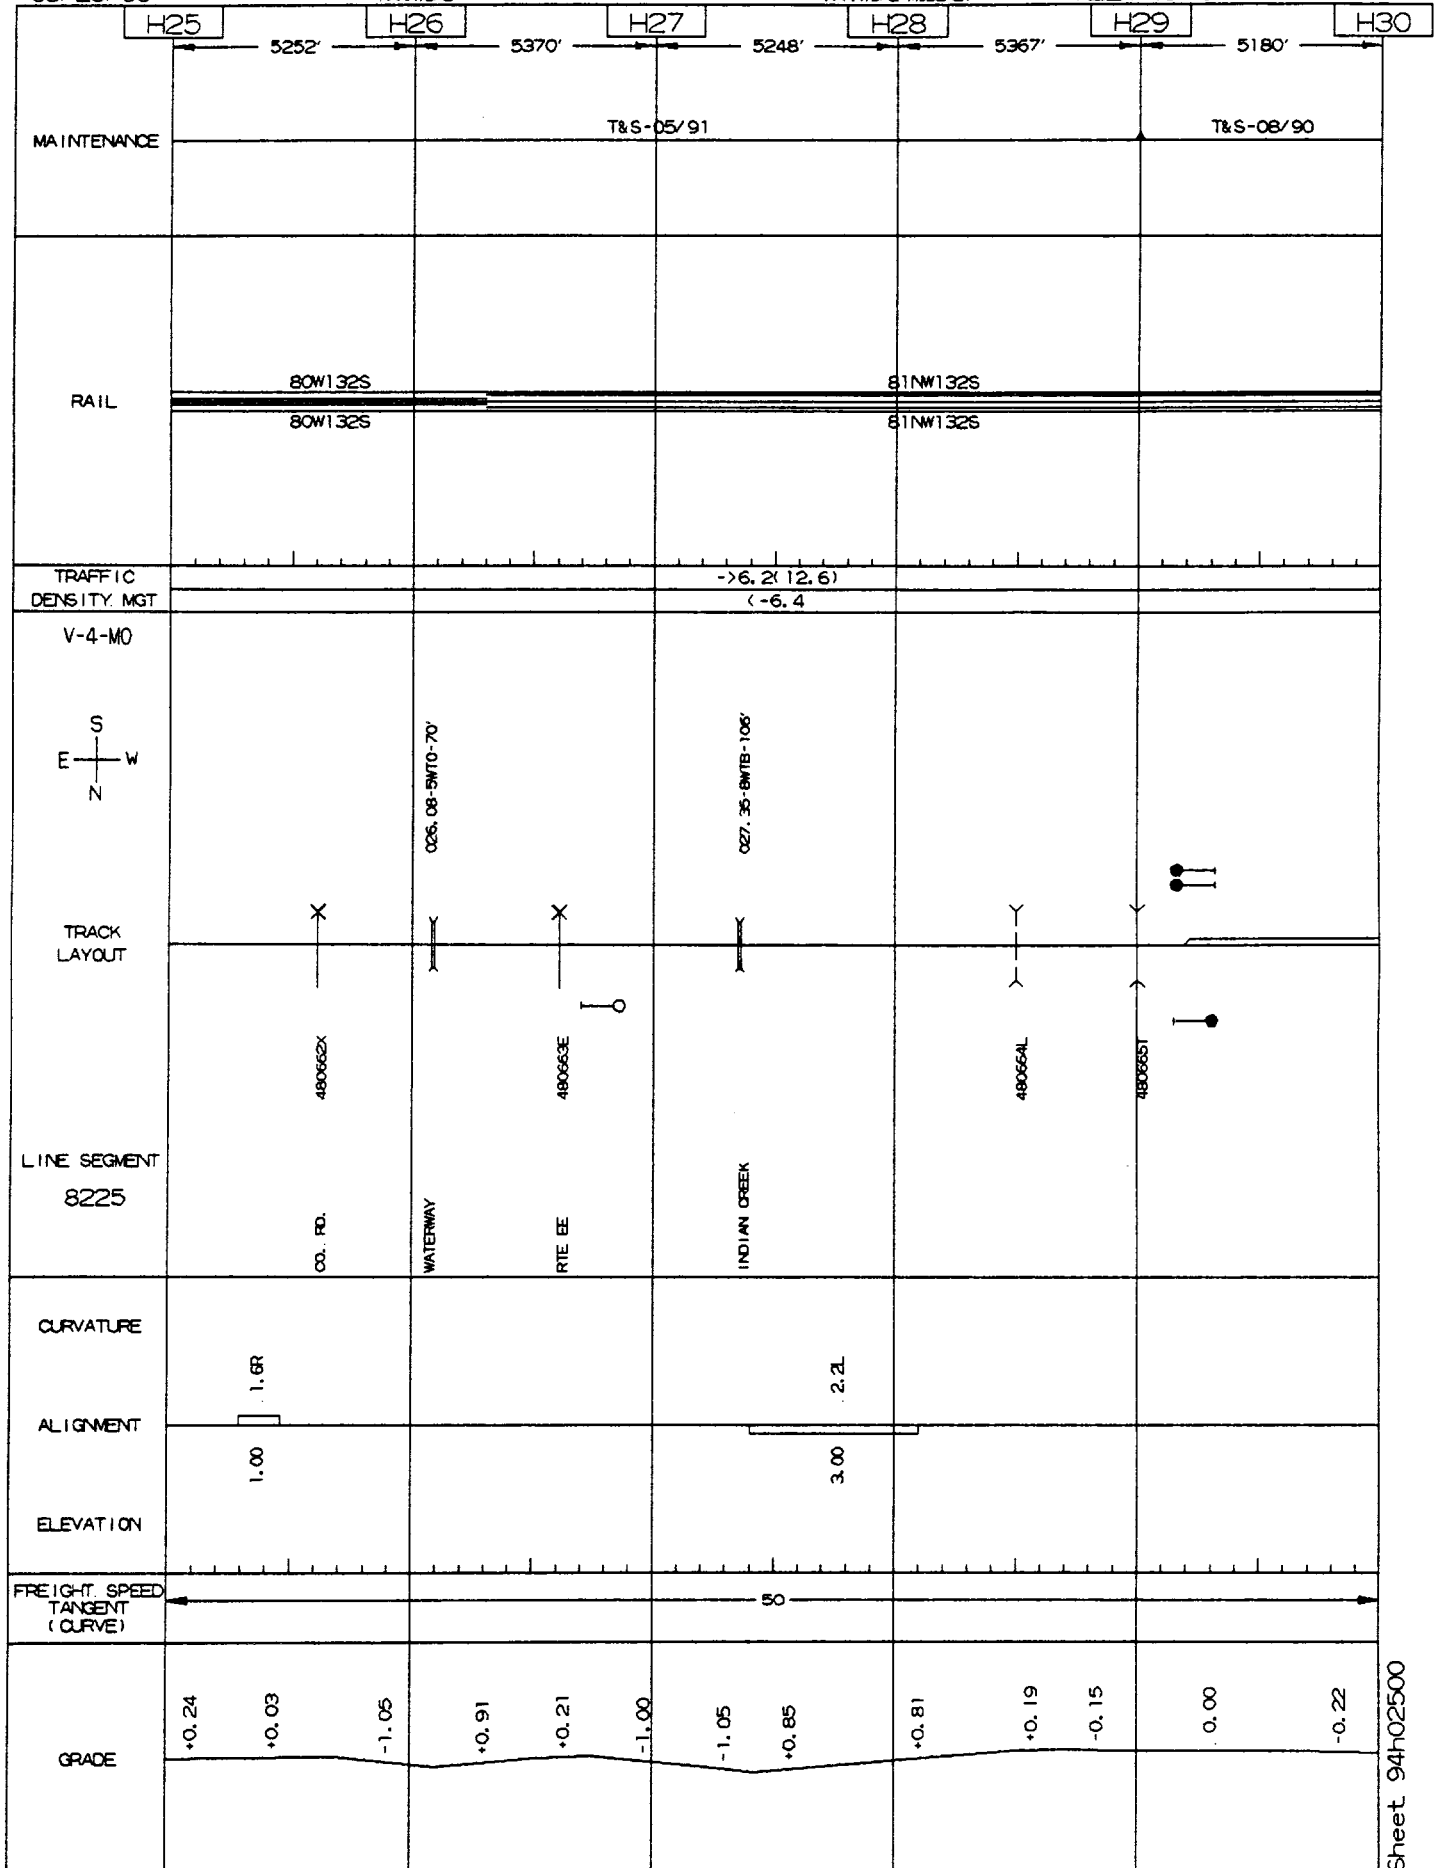 H25 H26 H27 H28 H29 H30
5252' 5370' 5248' 5367' 5180'
MAINTENANCE
T&S-05/91 T&S-08/90
RAIL
80W132S 81NW132S
80W132S 81NW132S
TRAFFIC
->6.2(12.6)
DENSITY MGT
<-6.4
V-4-MO
S
E W
N
026.08-5WTO-70'
027.35-8WTB-106'
TRACK
LAYOUT
480662X
480663E
480664L
480665T
LINE SEGMENT
8225
CO. RD.
WATERWAY
RTE EE
INDIAN CREEK
CURVATURE
1.6R 2.2L
ALIGNMENT
1.00 3.00
ELEVATION
FREIGHT SPEED
TANGENT
(CURVE)
50
GRADE
+0.24 +0.03 -1.05 +0.91 +0.21 -1.00 -1.05 +0.85 +0.81 +0.19 -0.15 0.00 -0.22
Sheet 94h02500